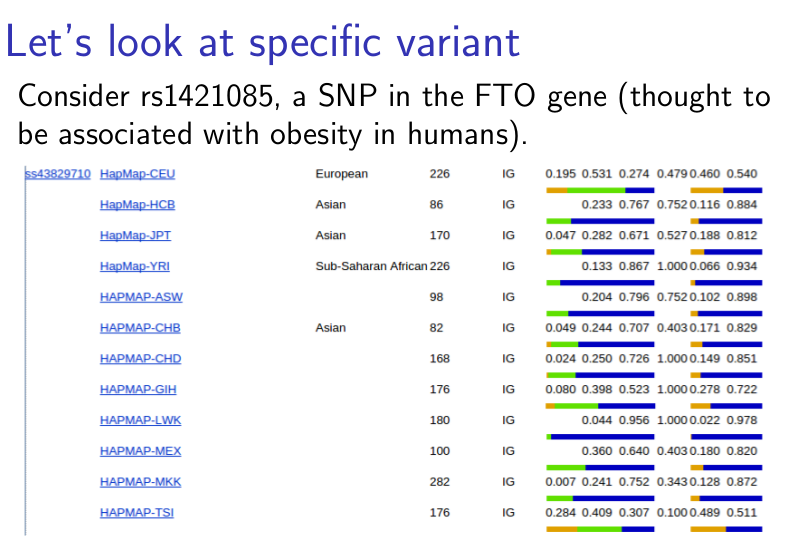 Let's look at specific variant
Consider rs1421085, a SNP in the FTO gene (thought to
be associated with obesity in humans).
ss43829710 HapMap-CEU European 226 IG 0.195 0.531 0.274 0.479 0.460 0.540
HapMap-HCB Asian 86 IG 0.233 0.767 0.752 0.116 0.884
HapMap-JPT Asian 170 IG 0.047 0.282 0.671 0.527 0.188 0.812
HapMap-YRI Sub-Saharan African 226 IG 0.133 0.867 1.000 0.066 0.934
HAPMAP-ASW 98 IG 0.204 0.796 0.752 0.102 0.898
HAPMAP-CHB Asian 82 IG 0.049 0.244 0.707 0.403 0.171 0.829
HAPMAP-CHD 168 IG 0.024 0.250 0.726 1.000 0.149 0.851
HAPMAP-GIH 176 IG 0.080 0.398 0.523 1.000 0.278 0.722
HAPMAP-LWK 180 IG 0.044 0.956 1.000 0.022 0.978
HAPMAP-MEX 100 IG 0.360 0.640 0.403 0.180 0.820
HAPMAP-MKK 282 IG 0.007 0.241 0.752 0.343 0.128 0.872
HAPMAP-TSI 176 IG 0.284 0.409 0.307 0.100 0.489 0.511